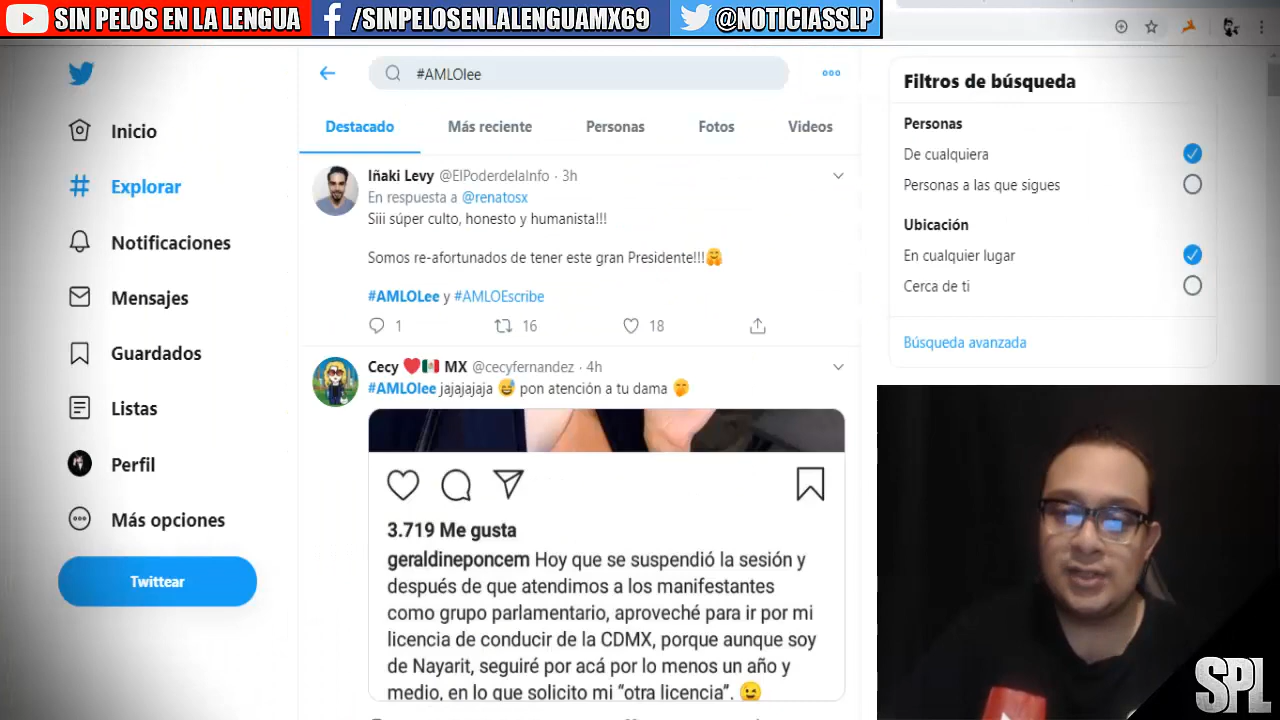 SIN PELOS EN LA LENGUA
/SINPELOSENLALENGUAMX69
@NOTICIASSLP
#AMLOlee
Inicio
Explorar
Notificaciones
Mensajes
Guardados
Listas
Perfil
Más opciones
Twittear
Destacado
Más reciente
Personas
Fotos
Videos
Iñaki Levy @ElPoderdelaInfo · 3h
En respuesta a @renatosx
Siii súper culto, honesto y humanista!!!
Somos re-afortunados de tener este gran Presidente!!!🤗
#AMLOLee y #AMLOEscribe
1
16
18
Cecy ❤️🇲🇽 MX @cecyfernandez · 4h
#AMLOlee jajajajaja 😅 pon atención a tu dama 🤭
3.719 Me gusta
geraldineponcem Hoy que se suspendió la sesión y
después de que atendimos a los manifestantes
como grupo parlamentario, aproveché para ir por mi
licencia de conducir de la CDMX, porque aunque soy
de Nayarit, seguiré por acá por lo menos un año y
medio, en lo que solicito mi “otra licencia”. 😉
Filtros de búsqueda
Personas
De cualquiera
Personas a las que sigues
Ubicación
En cualquier lugar
Cerca de ti
Búsqueda avanzada
SPL